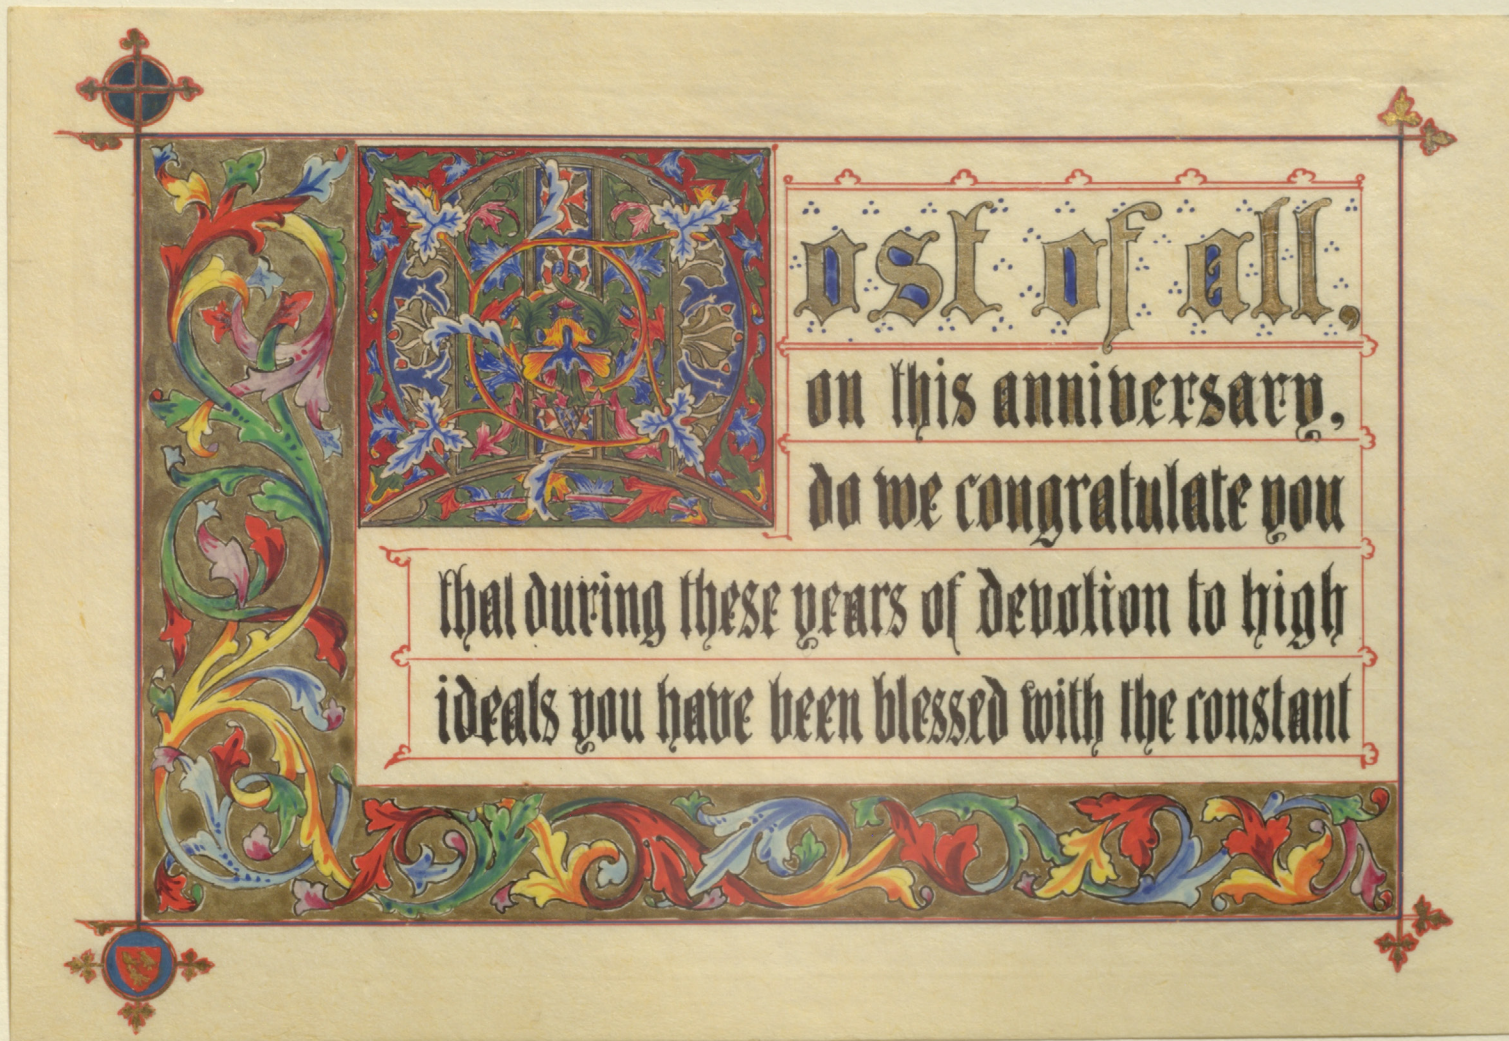 Most of all,
on this anniversary,
do we congratulate you
that during these years of devotion to high
ideals you have been blessed with the constant